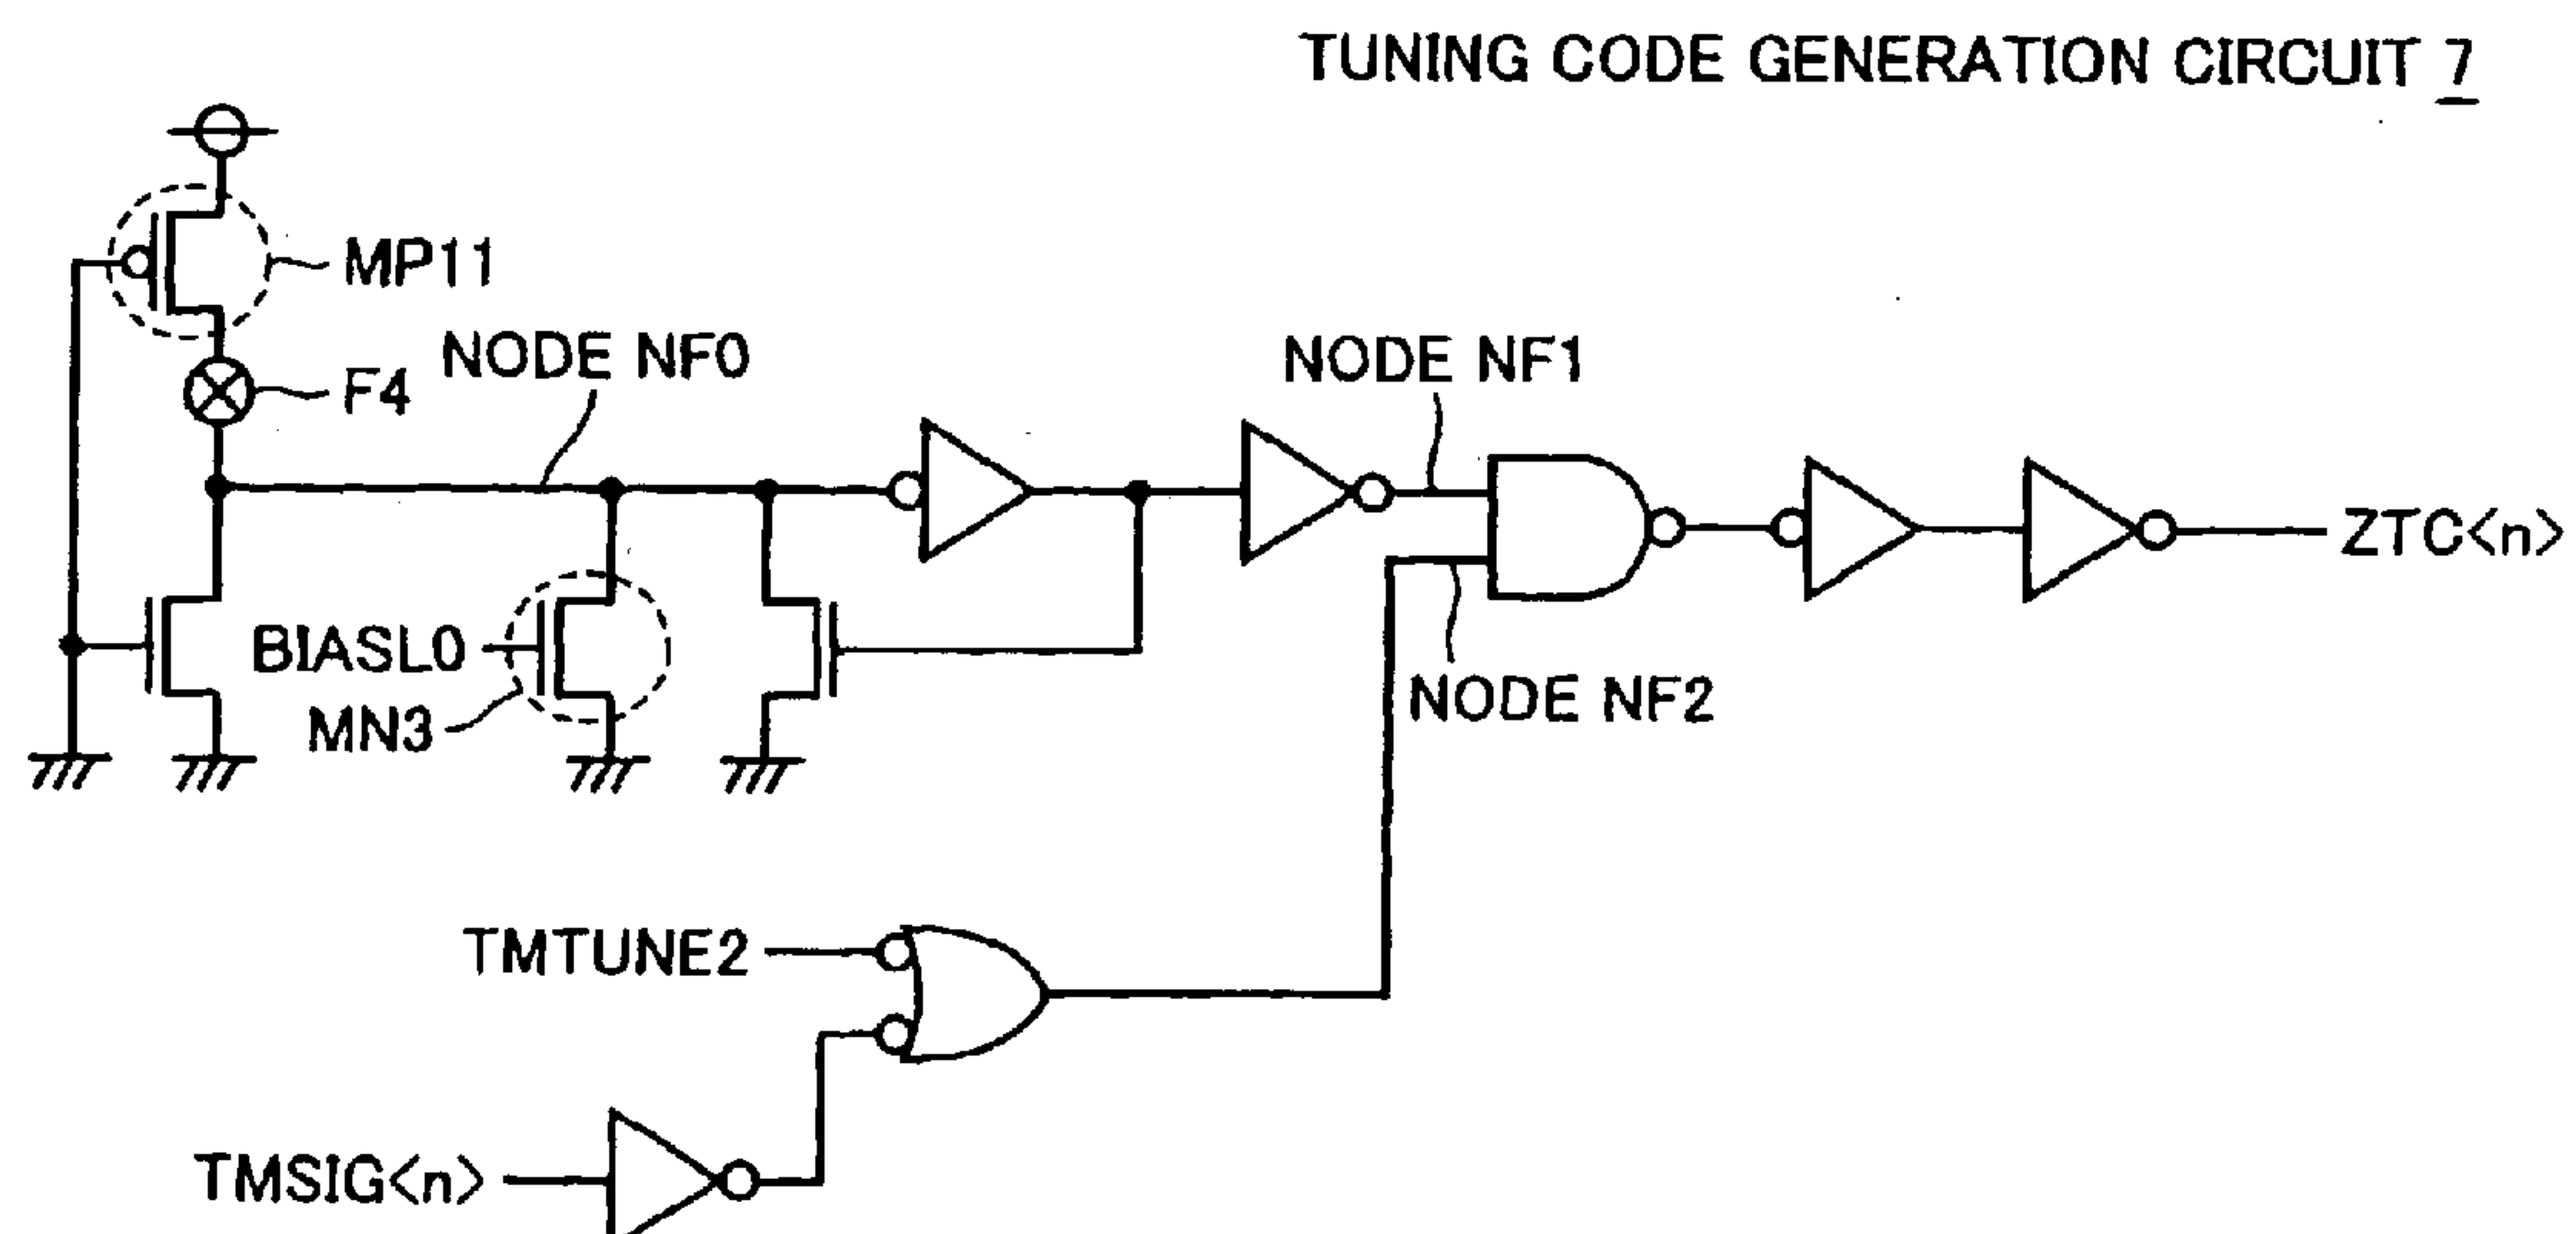 TUNING CODE GENERATION CIRCUIT 7
MP11
F4
NODE NF0
NODE NF1
ZTC<n>
BIASL0
MN3
NODE NF2
TMTUNE2
TMSIG<n>